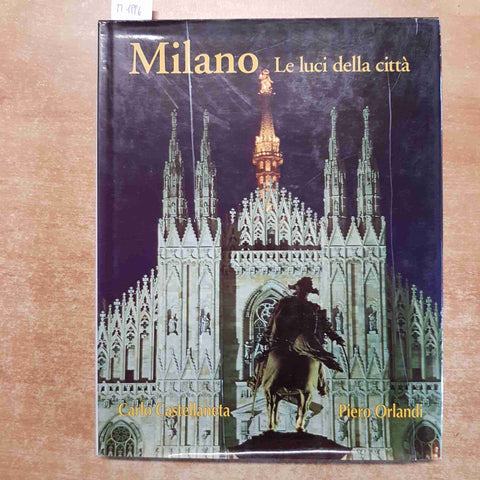 Milano Le luci della città
Carlo Castellaneta Piero Orlandi